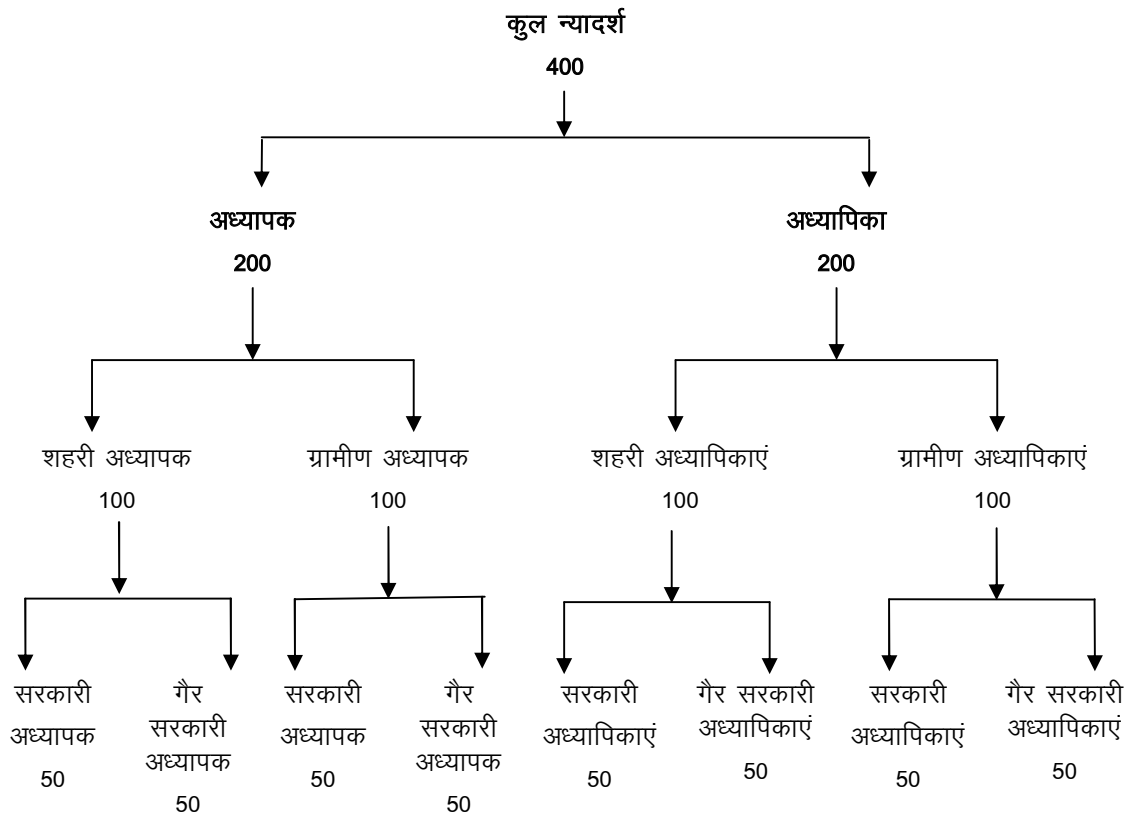 कुल न्यादर्श
400
अध्यापक
200
अध्यापिका
200
शहरी अध्यापक
100
ग्रामीण अध्यापक
100
शहरी अध्यापिकाएं
100
ग्रामीण अध्यापिकाएं
100
सरकारी
अध्यापक
50
गैर
सरकारी
अध्यापक
50
सरकारी
अध्यापक
50
गैर
सरकारी
अध्यापक
50
सरकारी
अध्यापिकाएं
50
गैर सरकारी
अध्यापिकाएं
50
सरकारी
अध्यापिकाएं
50
गैर सरकारी
अध्यापिकाएं
50